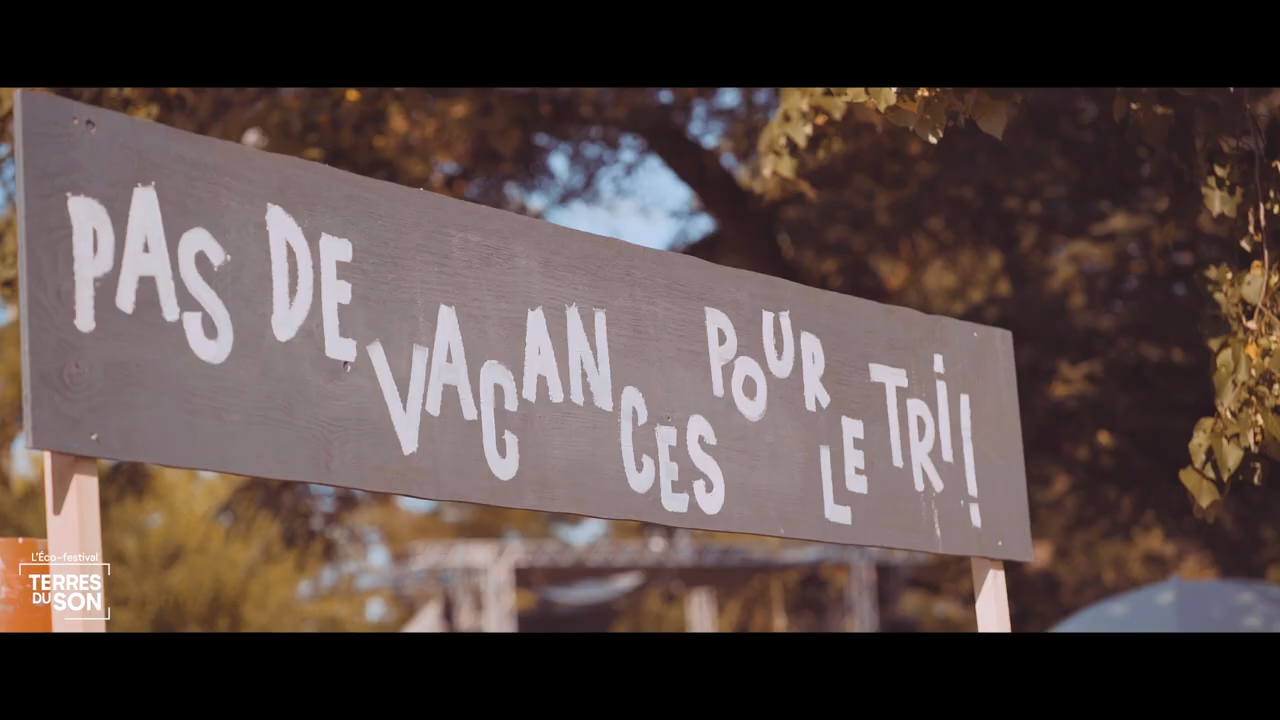 PAS DE VACANCES POUR LE TRi!
L'Éco-festival
TERRES
DU SON